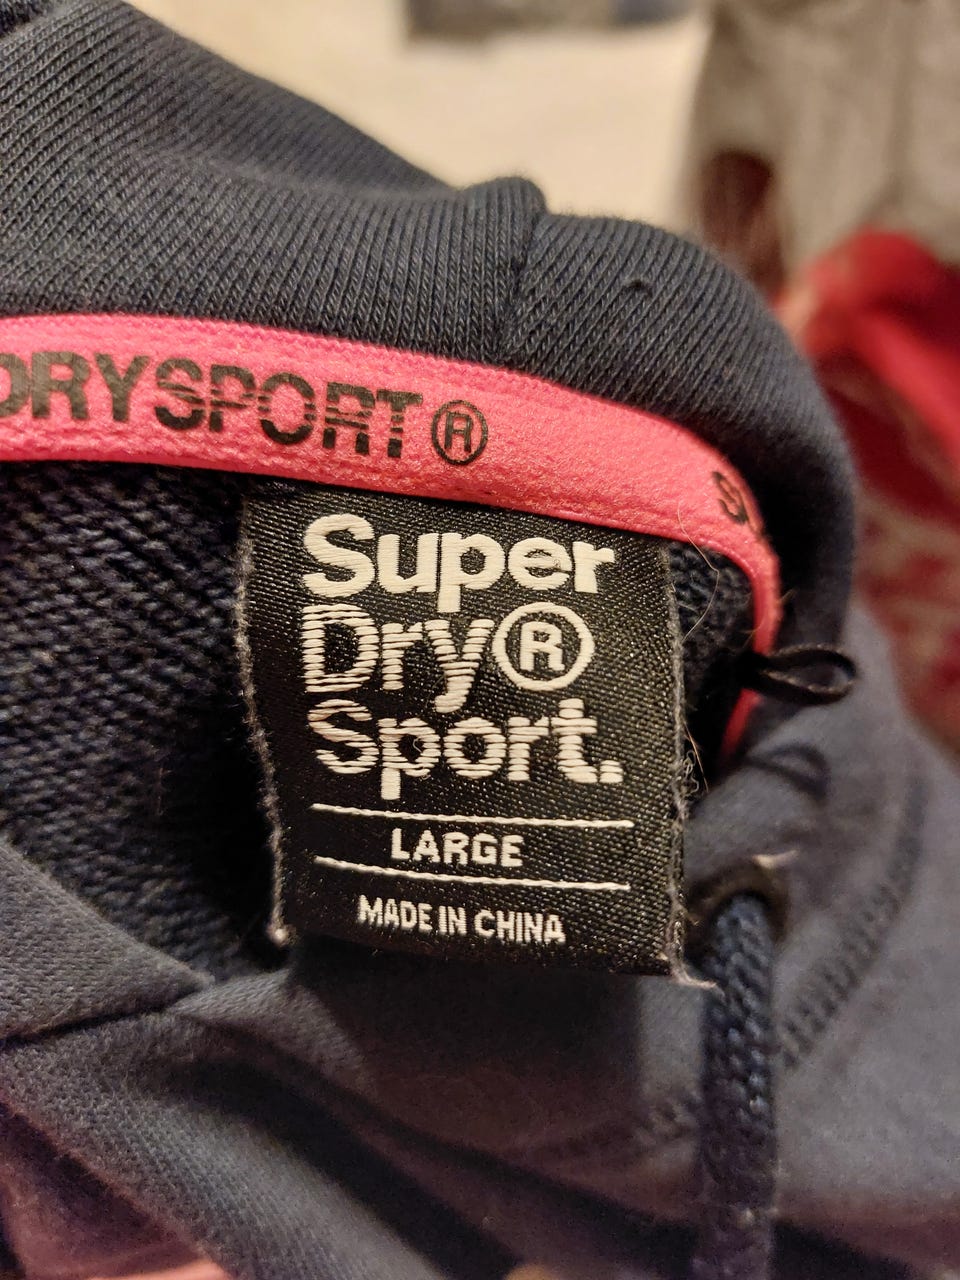 DRYSPORT®
Super
Dry®
Sport.
LARGE
MADE IN CHINA